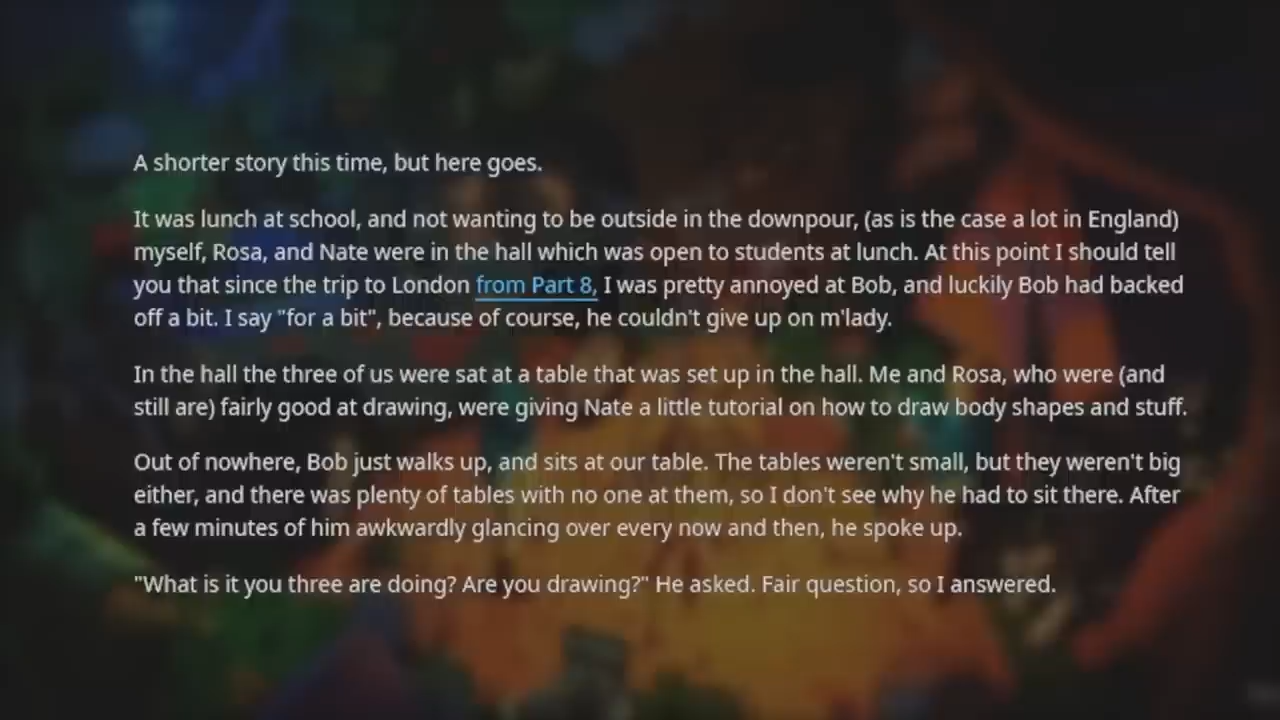 A shorter story this time, but here goes.
It was lunch at school, and not wanting to be outside in the downpour, (as is the case a lot in England)
myself, Rosa, and Nate were in the hall which was open to students at lunch. At this point I should tell
you that since the trip to London from Part 8, I was pretty annoyed at Bob, and luckily Bob had backed
off a bit. I say "for a bit", because of course, he couldn't give up on m'lady.
In the hall the three of us were sat at a table that was set up in the hall. Me and Rosa, who were (and
still are) fairly good at drawing, were giving Nate a little tutorial on how to draw body shapes and stuff.
Out of nowhere, Bob just walks up, and sits at our table. The tables weren't small, but they weren't big
either, and there was plenty of tables with no one at them, so I don't see why he had to sit there. After
a few minutes of him awkwardly glancing over every now and then, he spoke up.
"What is it you three are doing? Are you drawing?" He asked. Fair question, so I answered.